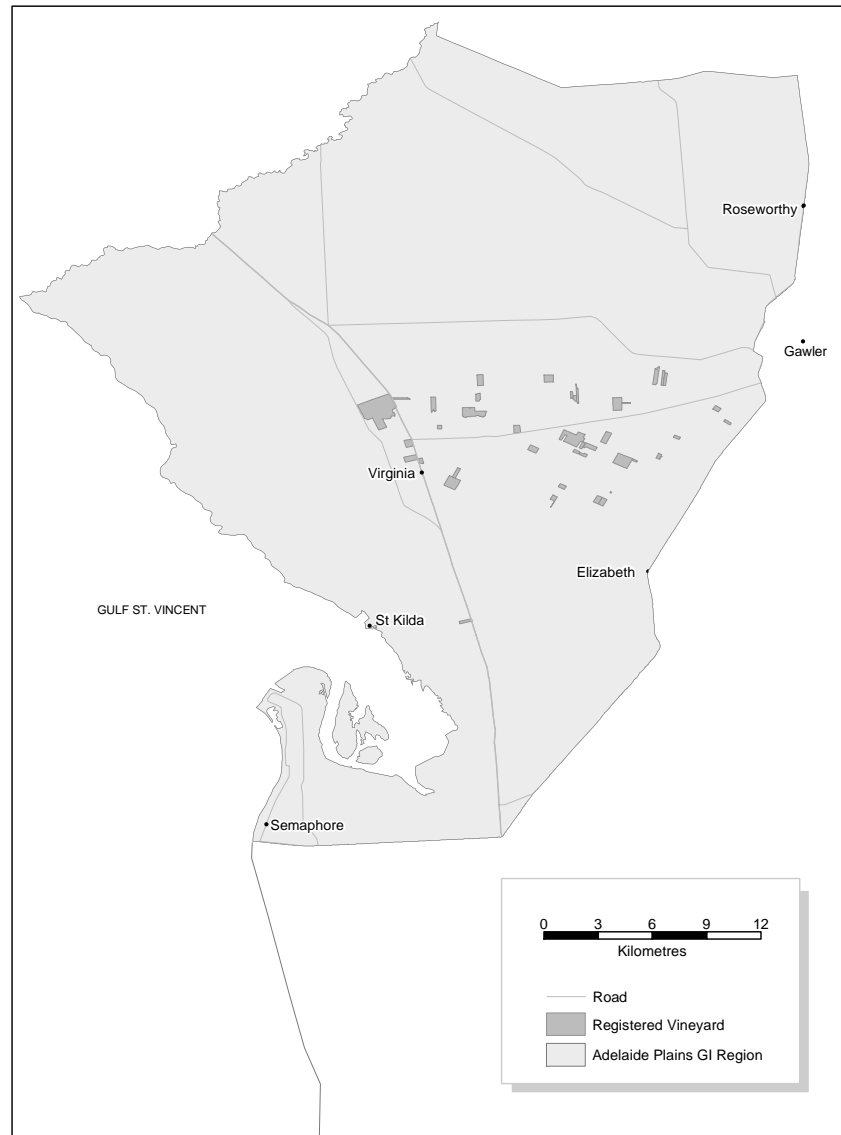 Roseworthy
Gawler
Virginia
Elizabeth
GULF ST. VINCENT
St Kilda
Semaphore
0 3 6 9 12
Kilometres
Road
Registered Vineyard
Adelaide Plains GI Region